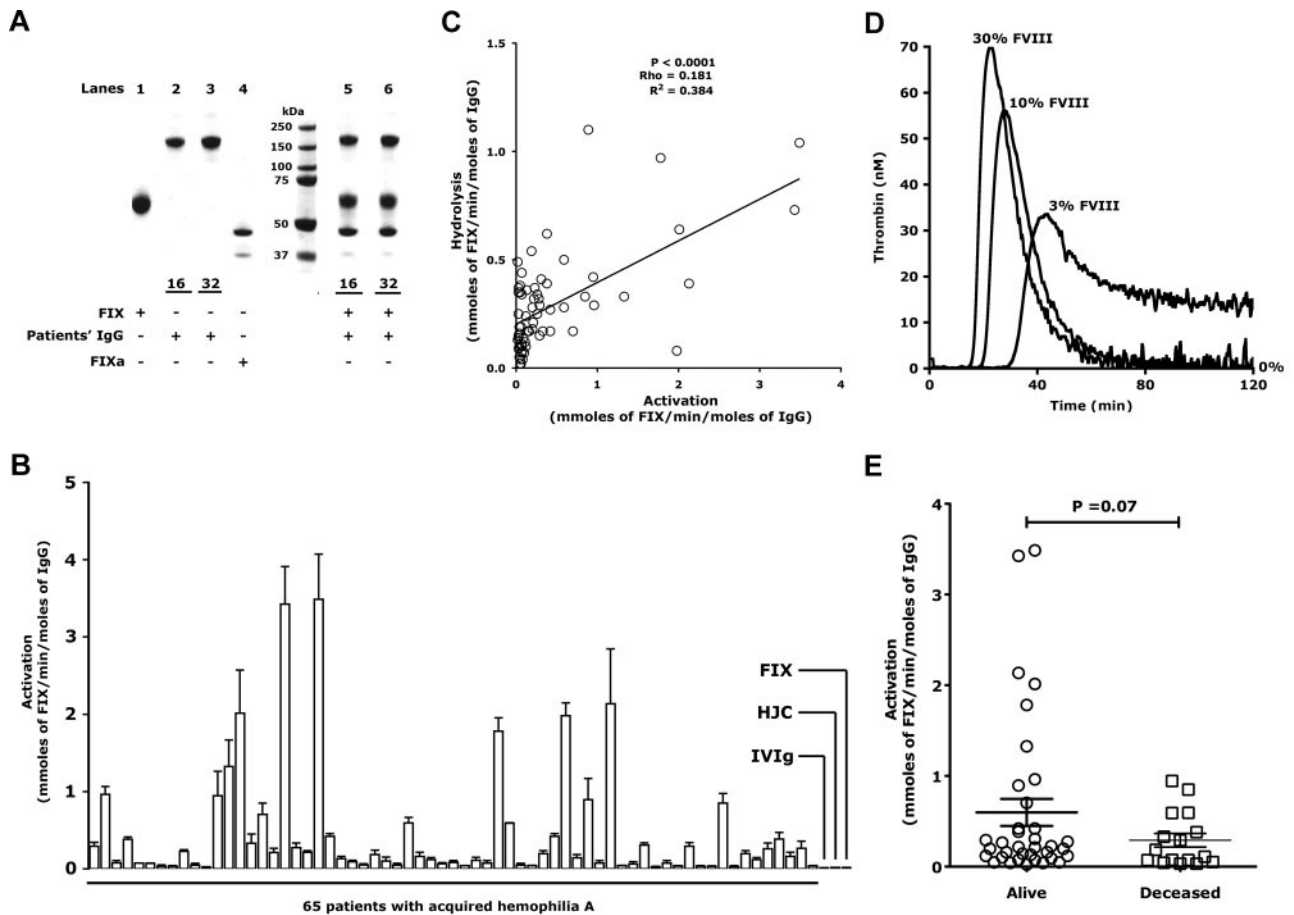 A
Lanes 1 2 3 4 5 6
kDa
250
150
100
75
50
37
16 32 16 32
FIX + - - - + +
Patients' IgG - + + - + +
FIXa - - - + - -
C
P < 0.0001
Rho = 0.181
R² = 0.384
Hydrolysis
(mmoles of FIX/min/moles of IgG)
1.5
1.0
0.5
0.0
0 1 2 3 4
Activation
(mmoles of FIX/min/moles of IgG)
D
30% FVIII
10% FVIII
3% FVIII
0%
Thrombin (nM)
70
60
50
40
30
20
10
0
0 40 80 120
Time (min)
B
Activation
(mmoles of FIX/min/moles of IgG)
5
4
3
2
1
0
FIX
HJC
IVIg
65 patients with acquired hemophilia A
E
P =0.07
Activation
(mmoles of FIX/min/moles of IgG)
4
3
2
1
0
Alive Deceased